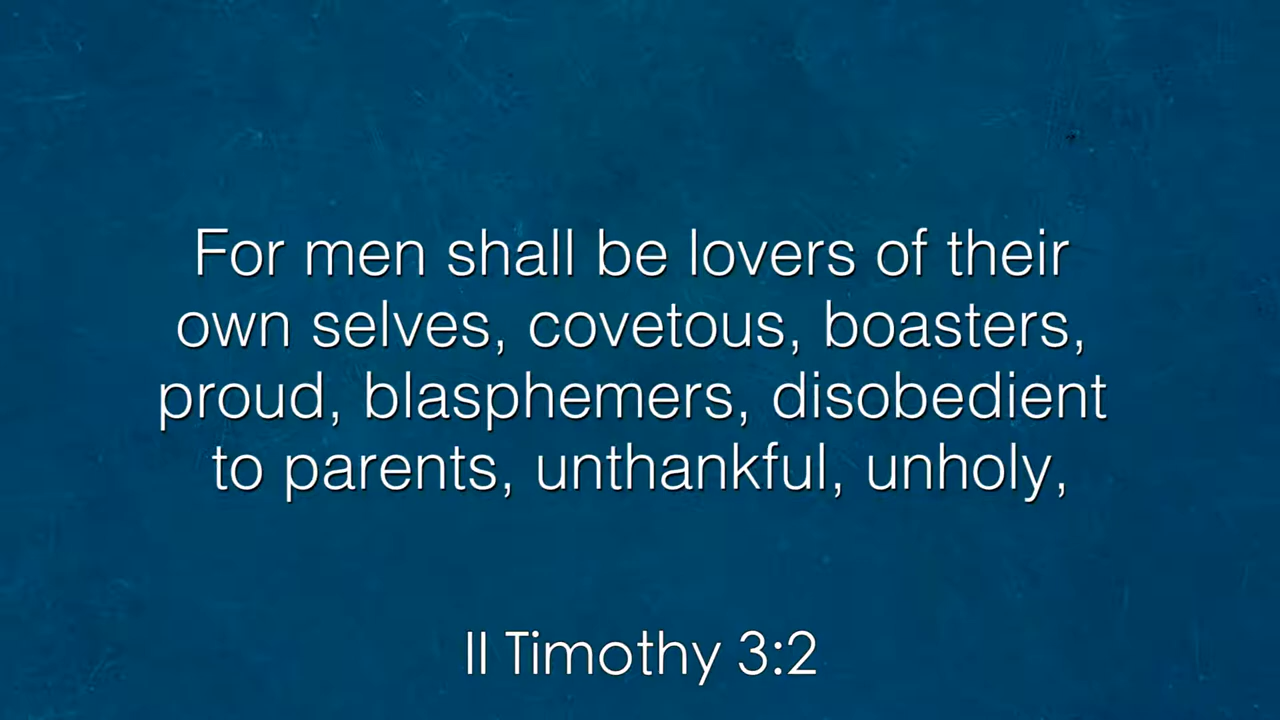 For men shall be lovers of their
own selves, covetous, boasters,
proud, blasphemers, disobedient
to parents, unthankful, unholy,
II Timothy 3:2